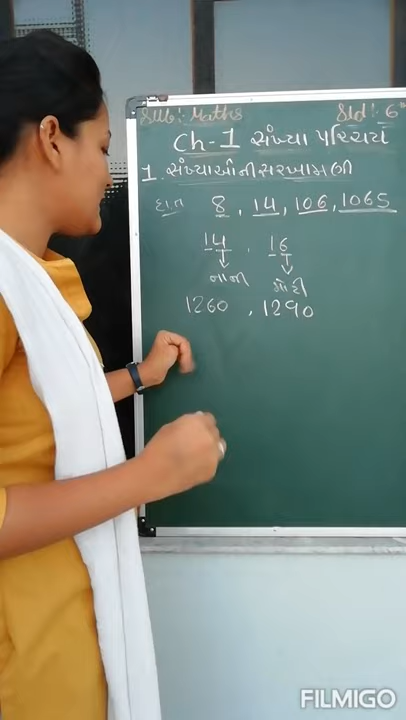 Sub:- Maths Std:- 6
Ch-1 સંખ્યા પરિચય
1. સંખ્યાઓની સરખામણી
દા.ત 8, 14, 106, 1065
14 , 16
નાની મોટી
1260 , 1290
FILMIGO